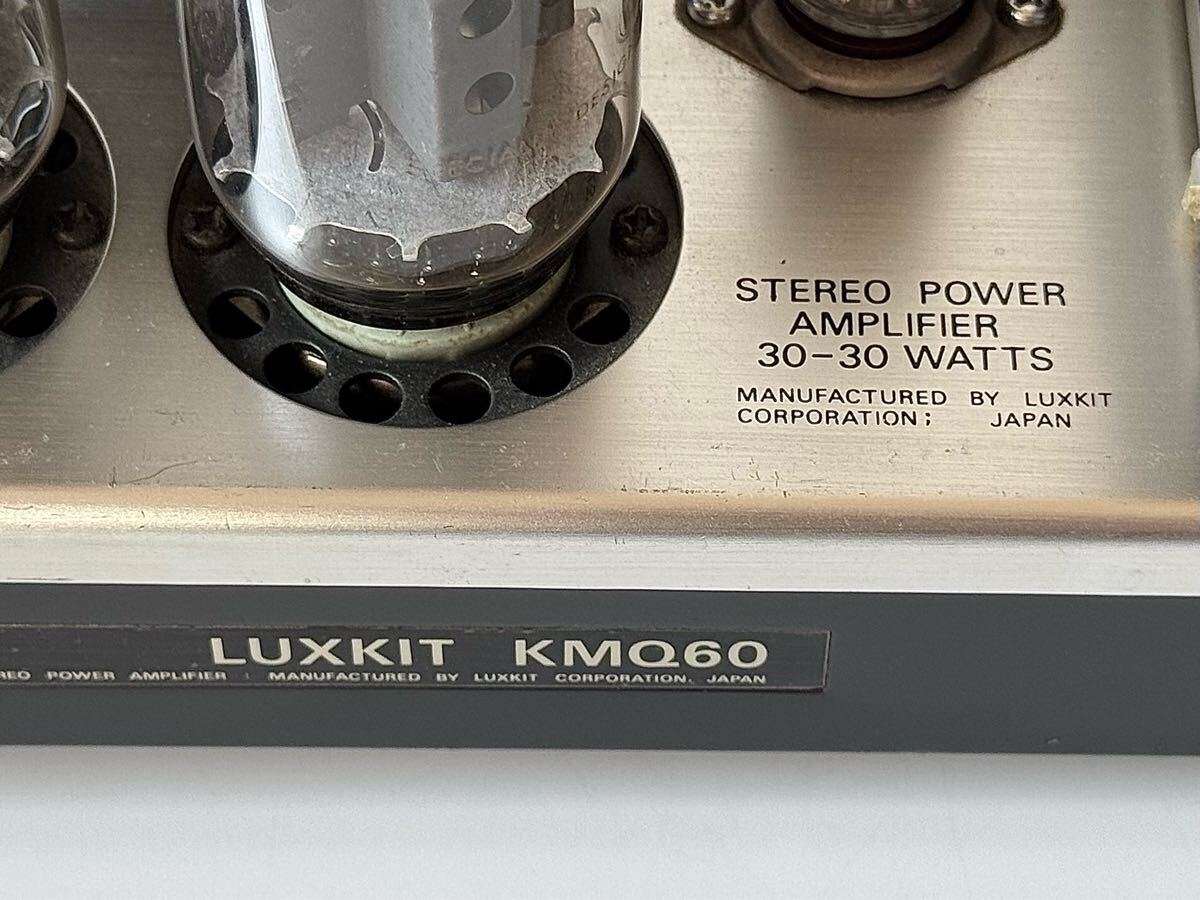 STEREO POWER
AMPLIFIER
30-30 WATTS
MANUFACTURED BY LUXKIT
CORPORATION; JAPAN
LUXKIT KMQ60
POWER AMPLIFIER : MANUFACTURED BY LUXKIT CORPORATION. JAPAN